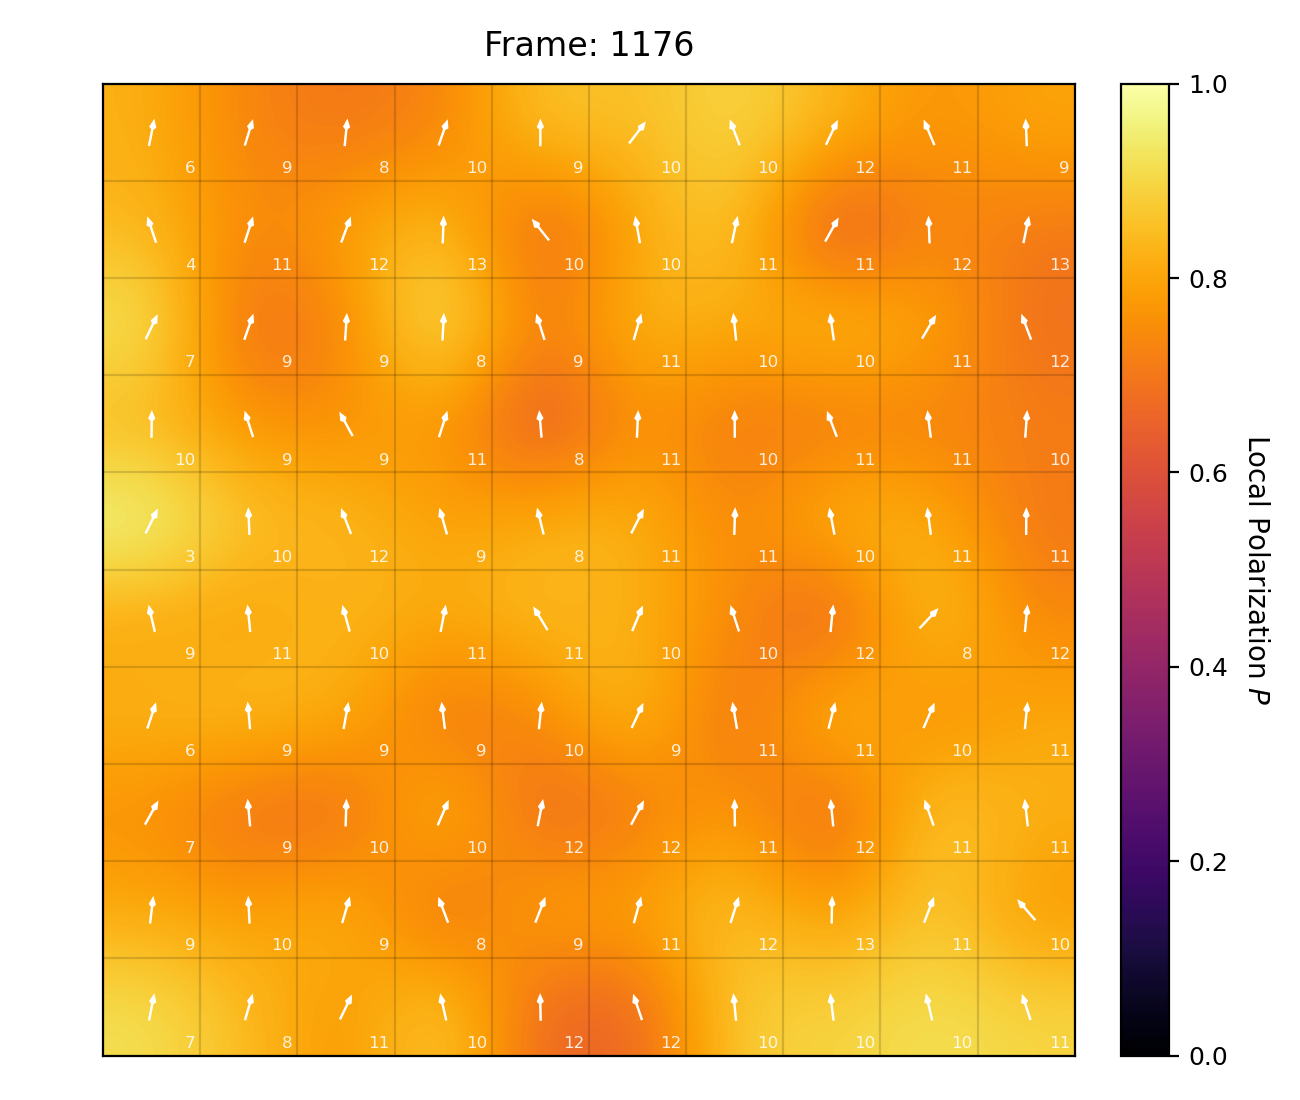 Frame: 1176
6 9 8 10 9 10 10 12 11 9
4 11 12 13 10 10 11 11 12 13
7 9 9 8 9 11 10 10 11 12
10 9 9 11 8 11 10 11 11 10
3 10 12 9 8 11 11 10 11 11
9 11 10 11 11 10 10 12 8 12
6 9 9 9 10 9 11 11 10 11
7 9 10 10 12 12 11 12 11 11
9 10 9 8 9 11 12 13 11 10
7 8 11 10 12 12 10 10 10 11
1.0
0.8
0.6
0.4
0.2
0.0
Local Polarization P